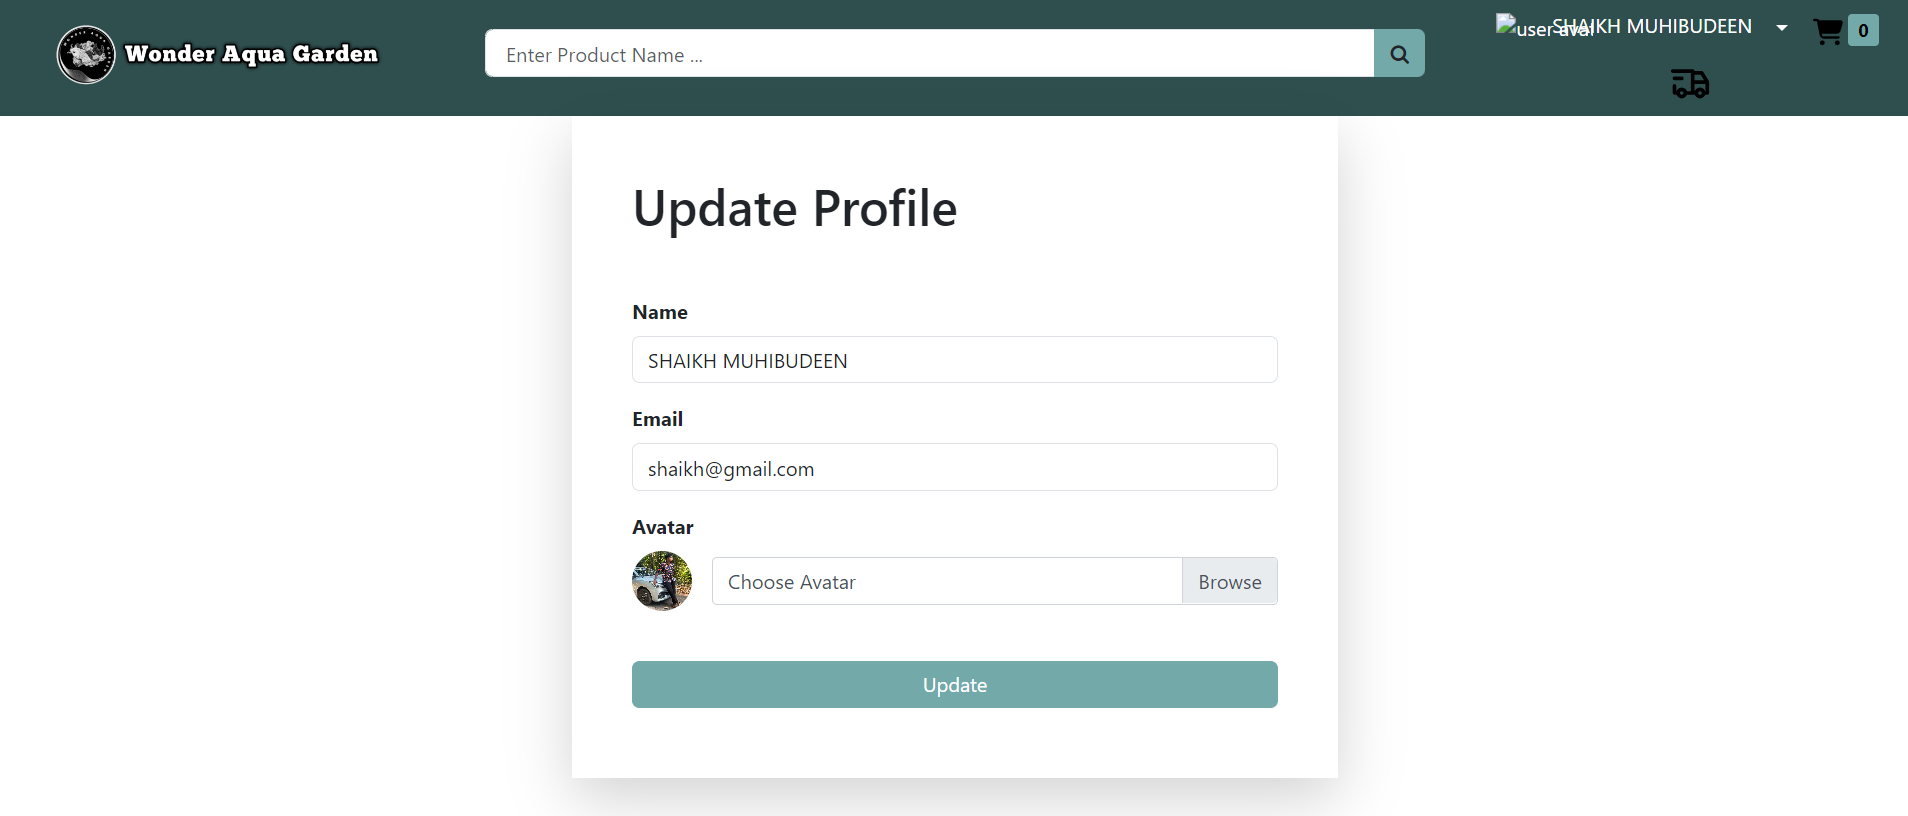 Wonder Aqua Garden
Enter Product Name ...
user avat
SHAIKH MUHIBUDEEN
0
Update Profile
Name
SHAIKH MUHIBUDEEN
Email
shaikh@gmail.com
Avatar
Choose Avatar
Browse
Update